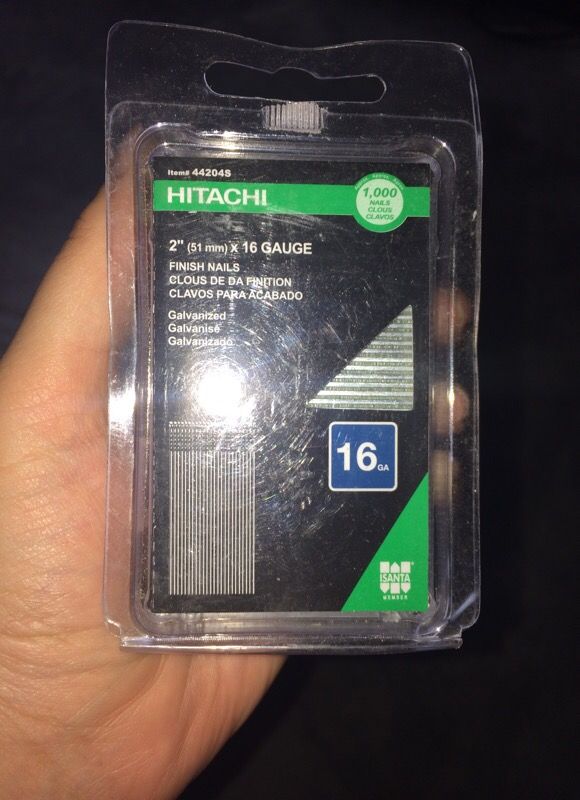 Item# 44204S
HITACHI
1,000
NAILS
CLOUS
CLAVOS
2" (51 mm) x 16 GAUGE
FINISH NAILS
CLOUS DE DA FINITION
CLAVOS PARA ACABADO
Galvanized
Galvanisé
Galvanizado
16 GA
ISANTA
MEMBER